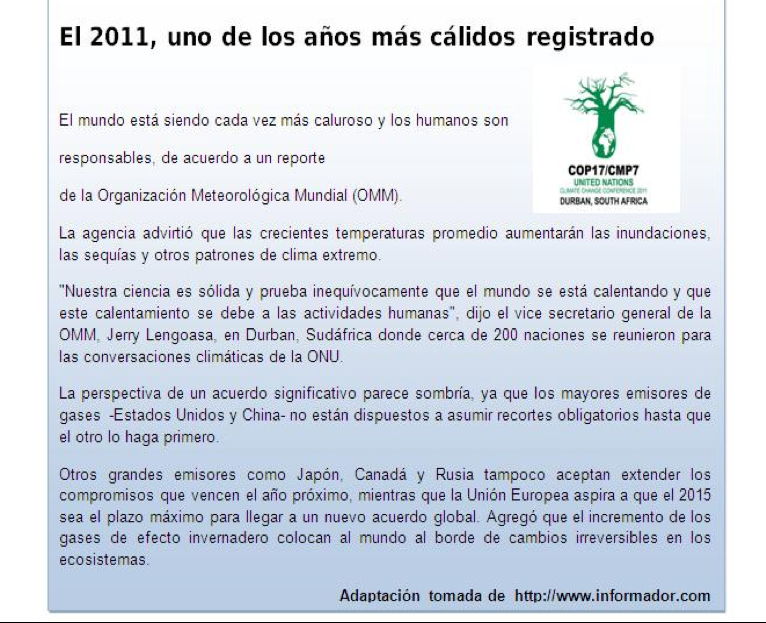 El 2011, uno de los años más cálidos registrado
El mundo está siendo cada vez más caluroso y los humanos son
responsables, de acuerdo a un reporte
de la Organización Meteorológica Mundial (OMM).
COP17/CMP7
UNITED NATIONS
CLIMATE CHANGE CONFERENCE 2011
DURBAN, SOUTH AFRICA
La agencia advirtió que las crecientes temperaturas promedio aumentarán las inundaciones,
las sequías y otros patrones de clima extremo.
"Nuestra ciencia es sólida y prueba inequívocamente que el mundo se está calentando y que
este calentamiento se debe a las actividades humanas", dijo el vice secretario general de la
OMM, Jerry Lengoasa, en Durban, Sudáfrica donde cerca de 200 naciones se reunieron para
las conversaciones climáticas de la ONU.
La perspectiva de un acuerdo significativo parece sombría, ya que los mayores emisores de
gases -Estados Unidos y China- no están dispuestos a asumir recortes obligatorios hasta que
el otro lo haga primero.
Otros grandes emisores como Japón, Canadá y Rusia tampoco aceptan extender los
compromisos que vencen el año próximo, mientras que la Unión Europea aspira a que el 2015
sea el plazo máximo para llegar a un nuevo acuerdo global. Agregó que el incremento de los
gases de efecto invernadero colocan al mundo al borde de cambios irreversibles en los
ecosistemas.
Adaptación tomada de http://www.informador.com